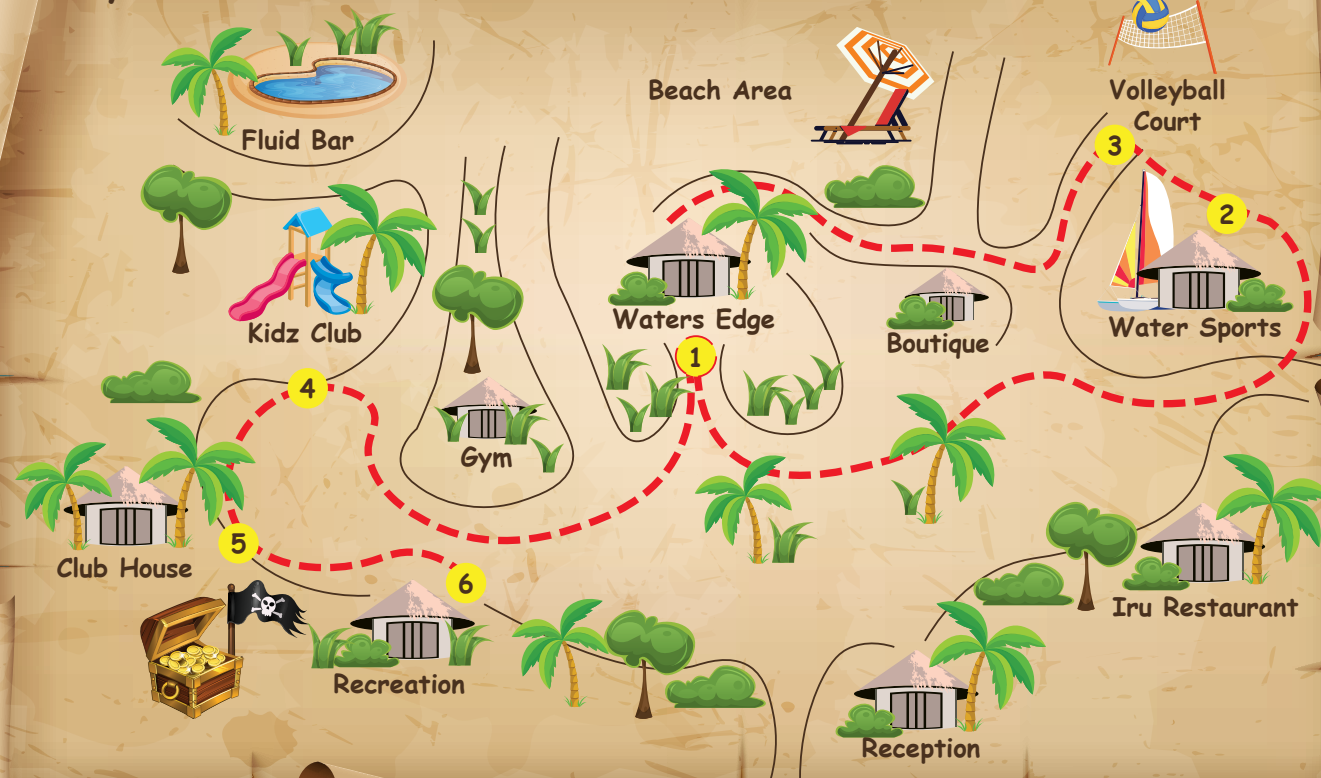 Fluid Bar
Beach Area
Volleyball
Court
3
2
Kidz Club
Waters Edge
Boutique
Water Sports
1
4
Gym
5
Club House
6
Iru Restaurant
Recreation
Reception